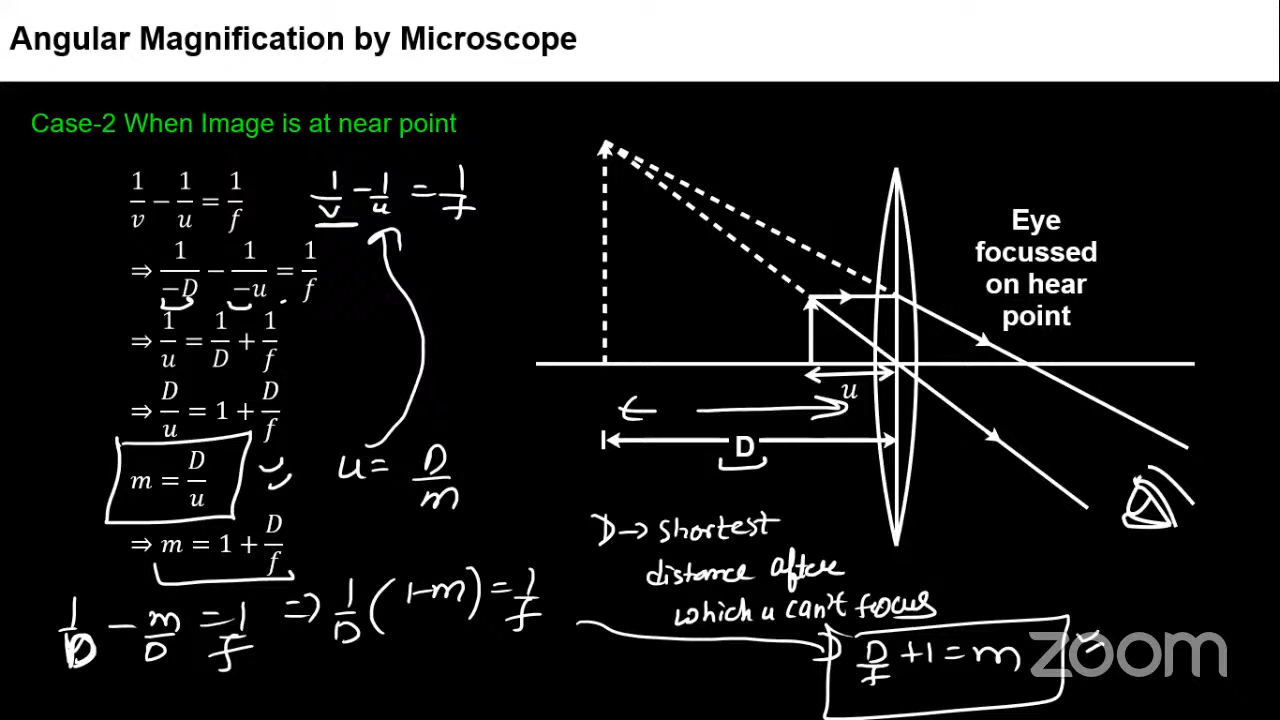 Angular Magnification by Microscope
Case-2 When Image is at near point
1/v − 1/u = 1/f
1/v − 1/u = 1/f
⇒ 1/−D − 1/−u = 1/f
⇒ 1/u = 1/D + 1/f
⇒ D/u = 1 + D/f
m = D/u
u = D/m
⇒ m = 1 + D/f
1/D − m/D = 1/f ⇒ 1/D (1−m) = 1/f
Eye
focussed
on hear
point
u
D
D → shortest
distance after
which u can't focus
⇒ D/f + 1 = m
zoom